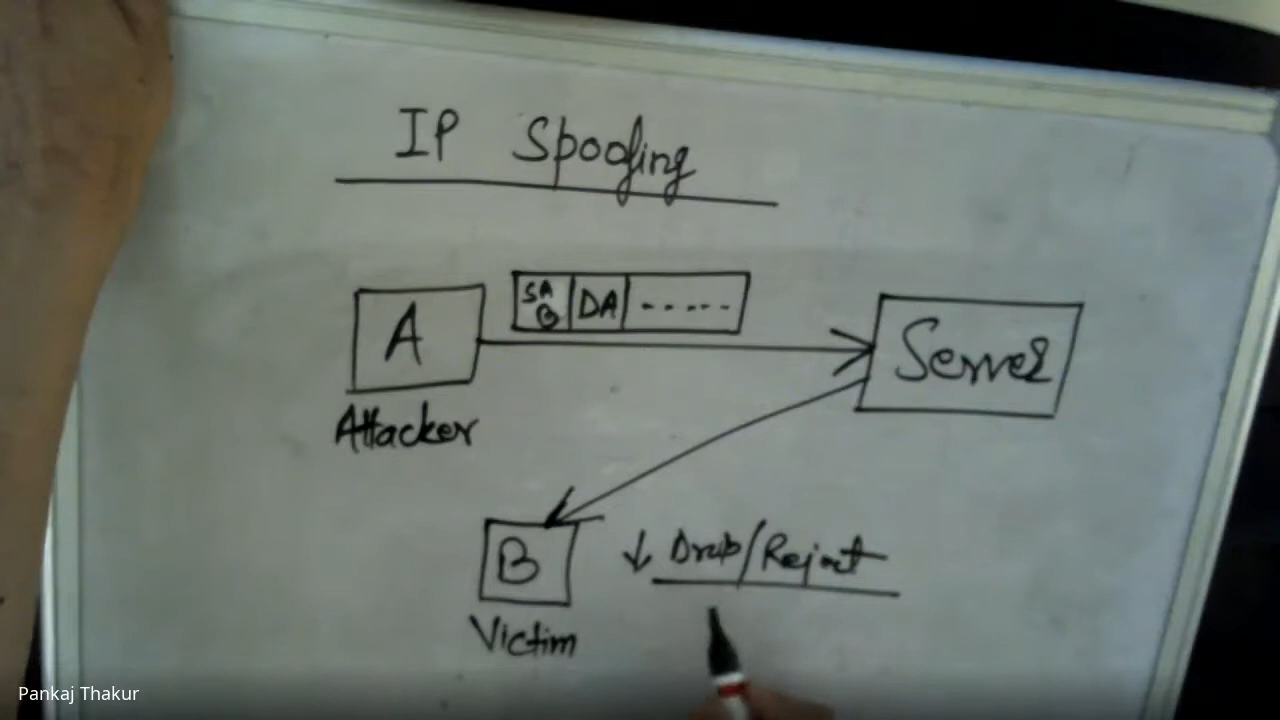 IP Spoofing
A
SA
B
DA
-----
Server
Attacker
B
↓ Drop/Reject
Victim
Pankaj Thakur